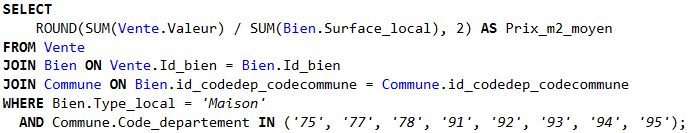 SELECT
ROUND(SUM(Vente.Valeur) / SUM(Bien.Surface_local), 2) AS Prix_m2_moyen
FROM Vente
JOIN Bien ON Vente.Id_bien = Bien.Id_bien
JOIN Commune ON Bien.id_codedep_codecommune = Commune.id_codedep_codecommune
WHERE Bien.Type_local = 'Maison'
AND Commune.Code_departement IN ('75', '77', '78', '91', '92', '93', '94', '95');